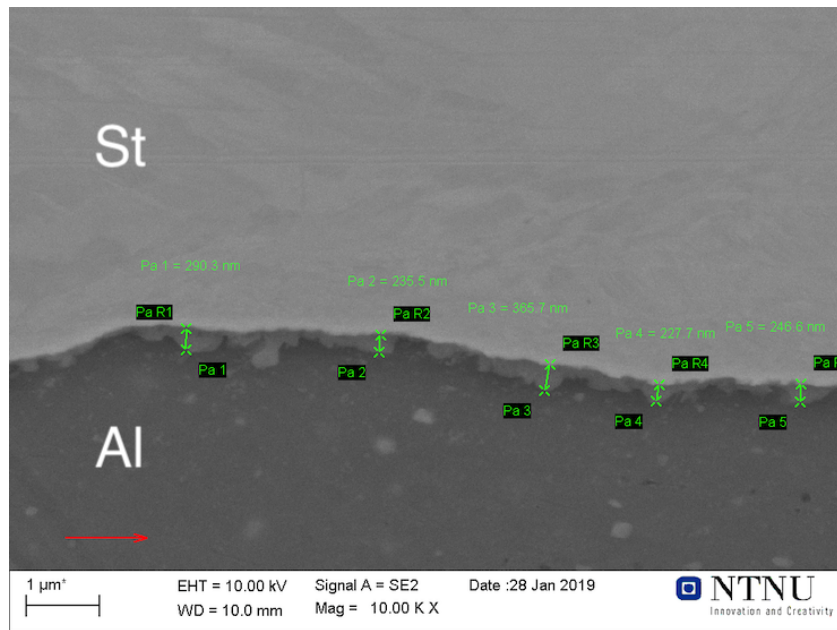 St
Pa 1 = 290.3 nm
Pa 2 = 235.5 nm
Pa 3 = 365.7 nm
Pa R1
Pa R2
Pa 4 = 227.7 nm
Pa 5 = 246.6 nm
Pa R3
Pa R4
Pa 1
Pa 2
Pa 3
Pa 4
Pa 5
Al
1 µm*
EHT = 10.00 kV
Signal A = SE2
Date :28 Jan 2019
WD = 10.0 mm
Mag = 10.00 K X
NTNU
Innovation and Creativity